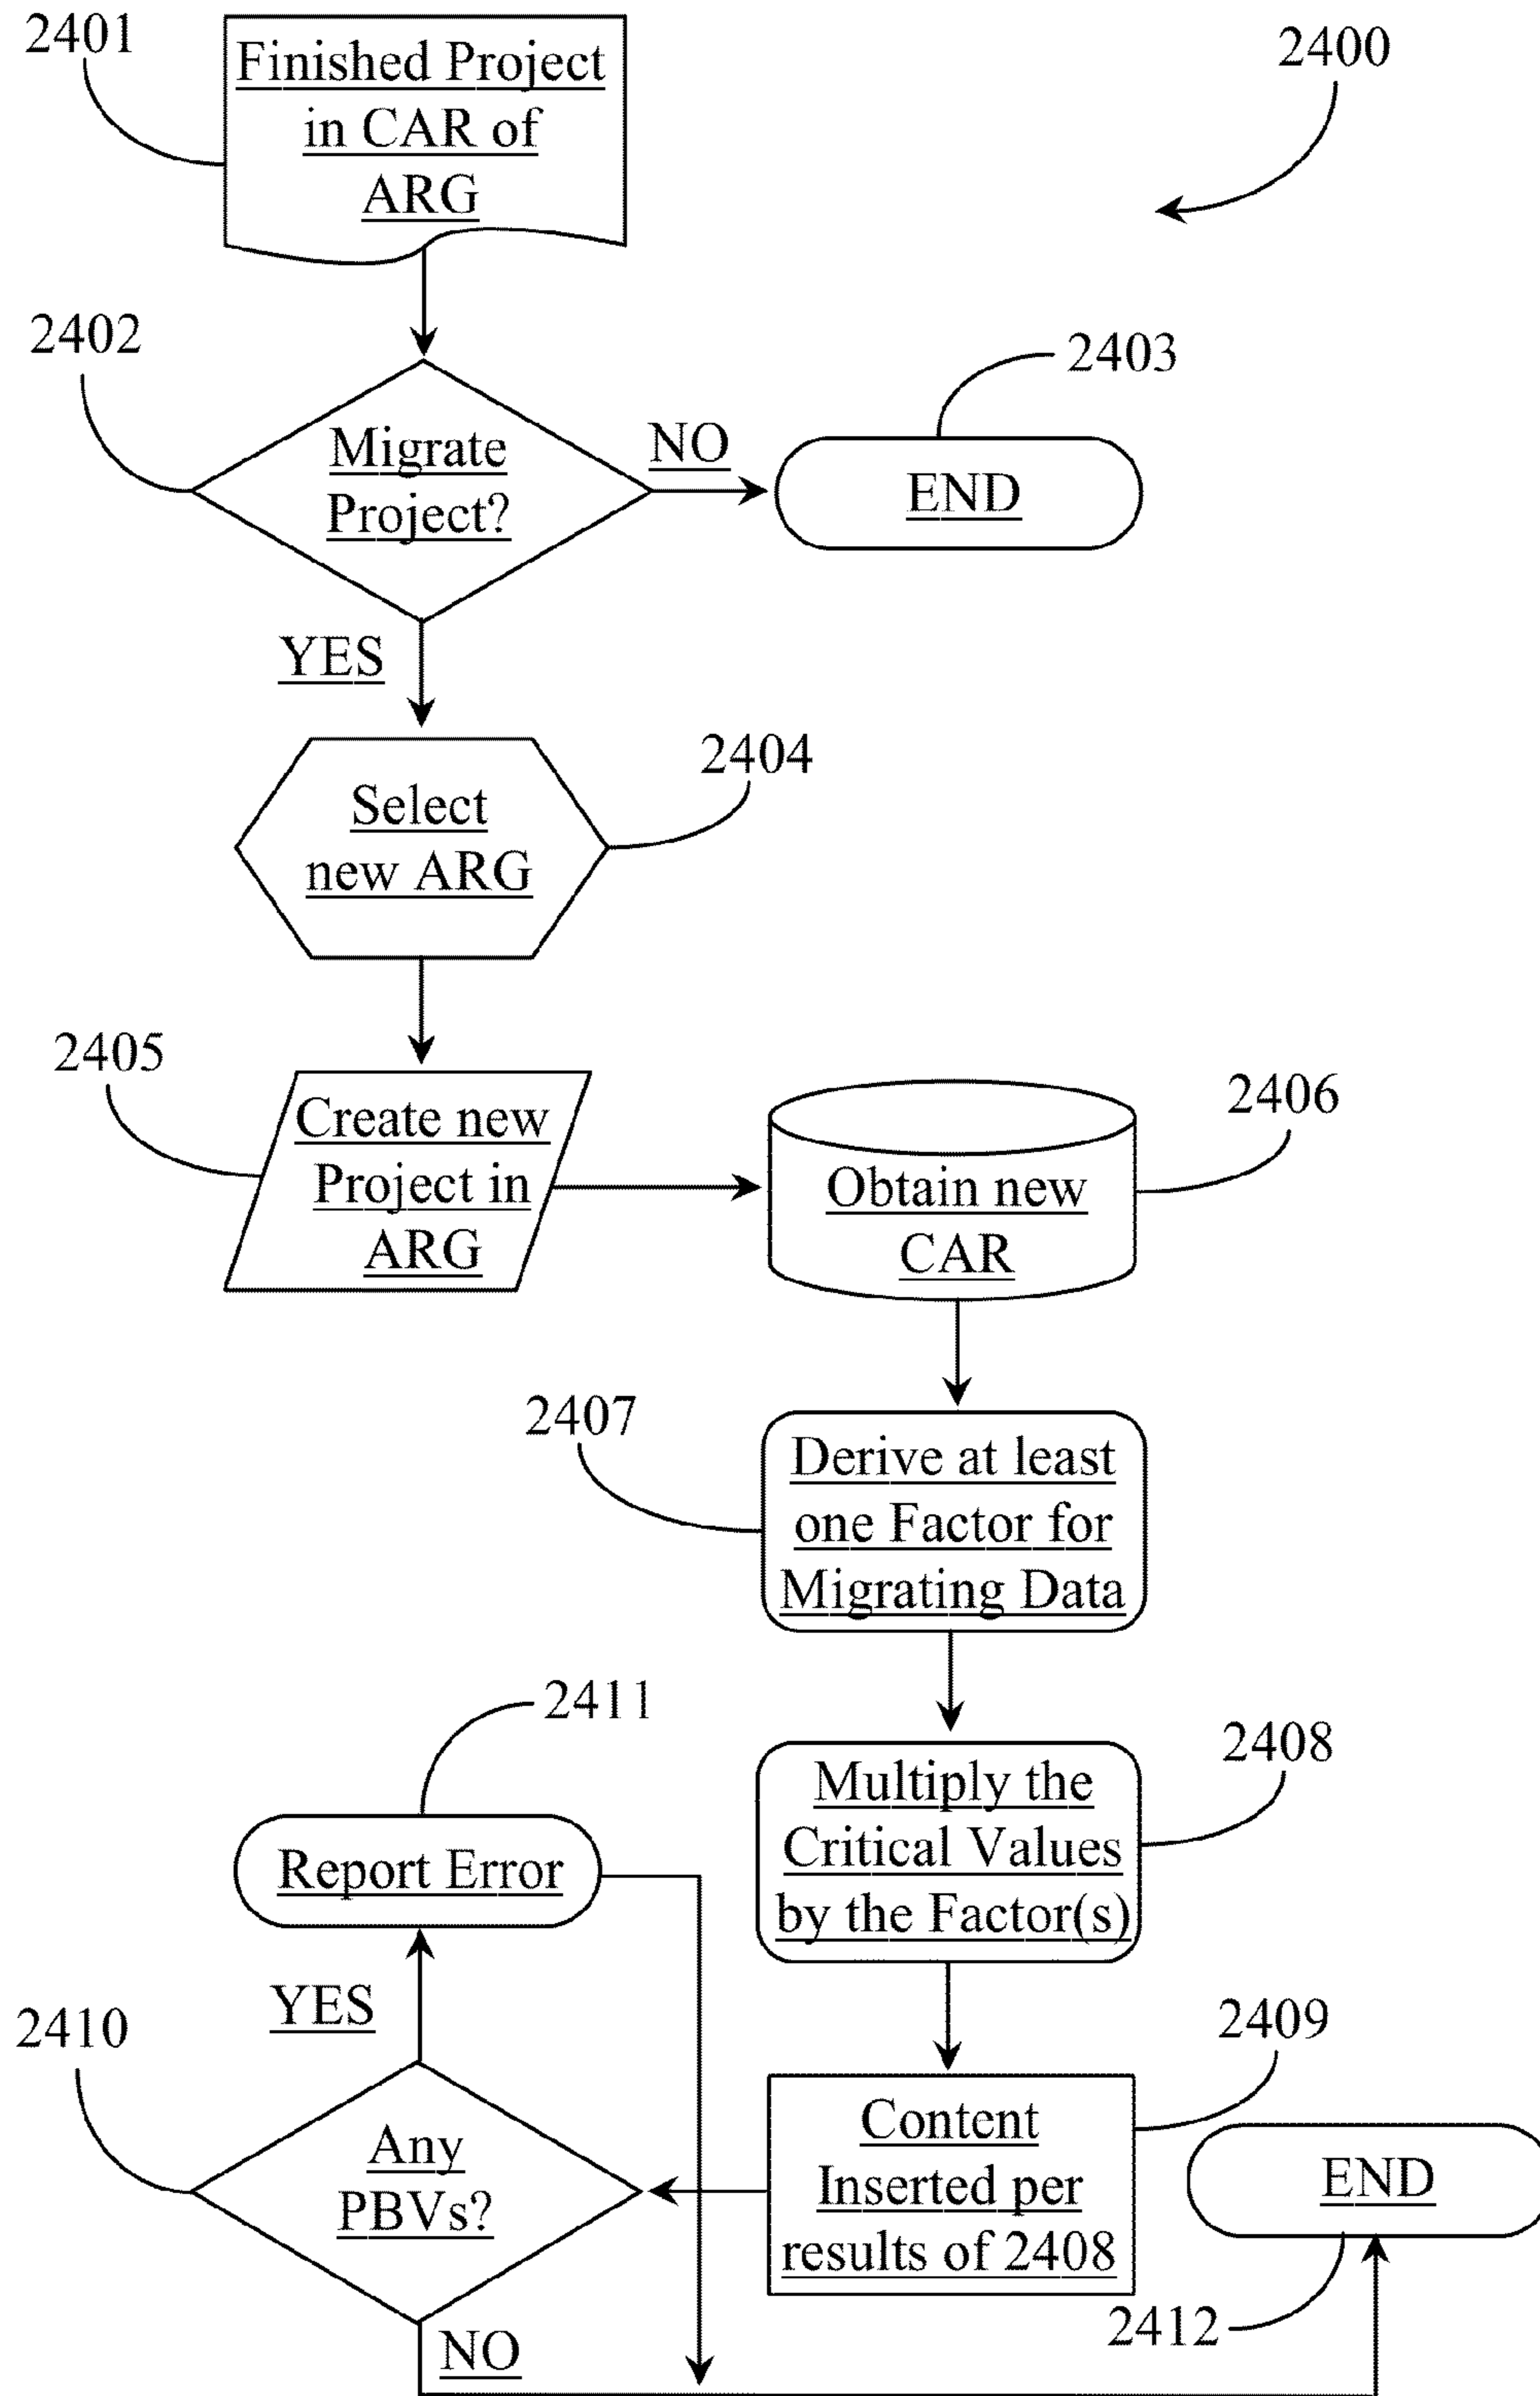 2401
Finished Project
in CAR of
ARG
2400
2402
Migrate
Project?
NO
2403
END
YES
2404
Select
new ARG
2405
Create new
Project in
ARG
2406
Obtain new
CAR
2407
Derive at least
one Factor for
Migrating Data
2408
Multiply the
Critical Values
by the Factor(s)
2411
Report Error
YES
2410
Any
PBVs?
NO
2409
Content
Inserted per
results of 2408
END
2412